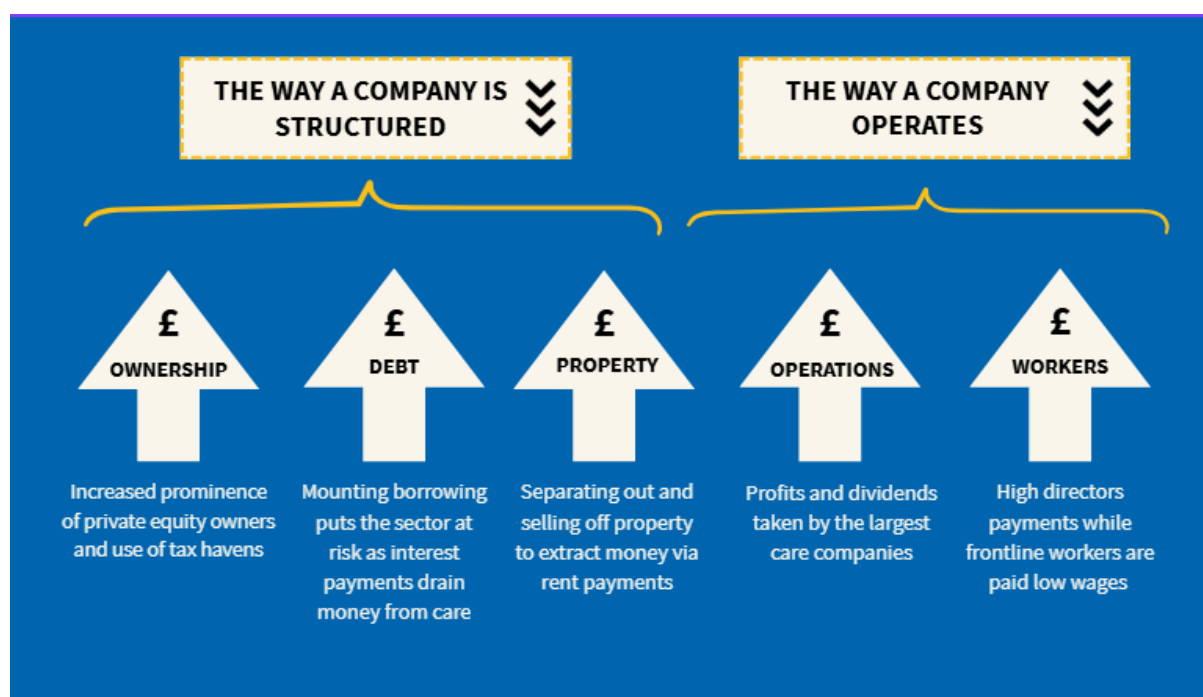 THE WAY A COMPANY IS
STRUCTURED
THE WAY A COMPANY
OPERATES
£
OWNERSHIP
£
DEBT
£
PROPERTY
£
OPERATIONS
£
WORKERS
Increased prominence
of private equity owners
and use of tax havens
Mounting borrowing
puts the sector at
risk as interest
payments drain
money from care
Separating out and
selling off property
to extract money via
rent payments
Profits and dividends
taken by the largest
care companies
High directors
payments while
frontline workers are
paid low wages